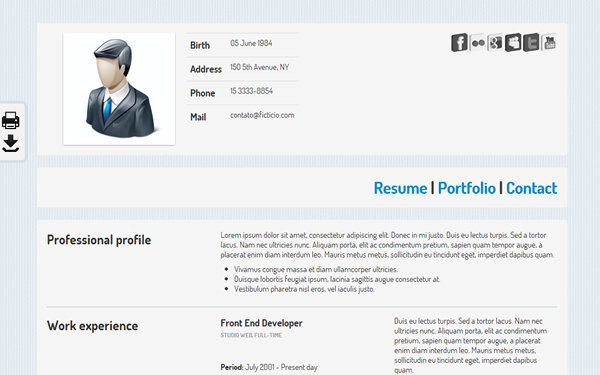 Birth 05 June 1984
Address 150 5th Avenue, NY
Phone 15 3333-8854
Mail contato@ficticio.com
You Tube
Resume | Portfolio | Contact
Professional profile
Lorem ipsum dolor sit amet, consectetur adipiscing elit. Donec in mi justo. Duis eu lectus turpis. Sed a tortor
lacus. Nam nec ultricies nunc. Aliquam porta, elit ac condimentum pretium, sapien quam tempor augue, a
placerat enim diam interdum leo. Mauris metus metus, sollicitudin eu tincidunt eget, imperdiet dapibus quam.
Vivamus congue massa et diam ullamcorper ultricies.
Quisque lobortis feugiat ipsum, lacinia sagittis augue consectetur at.
Vestibulum pharetra nisl eros, vel iaculis justo.
Work experience
Front End Developer
STUDIO WEB, FULL-TIME
Period: July 2001 - Present day
Duis eu lectus turpis. Sed a tortor lacus. Nam nec
ultricies nunc. Aliquam porta, elit ac condimentum
pretium, sapien quam tempor augue, a placerat
enim diam interdum leo. Mauris metus metus,
sollicitudin eu tincidunt eget, imperdiet dapibus
quam.